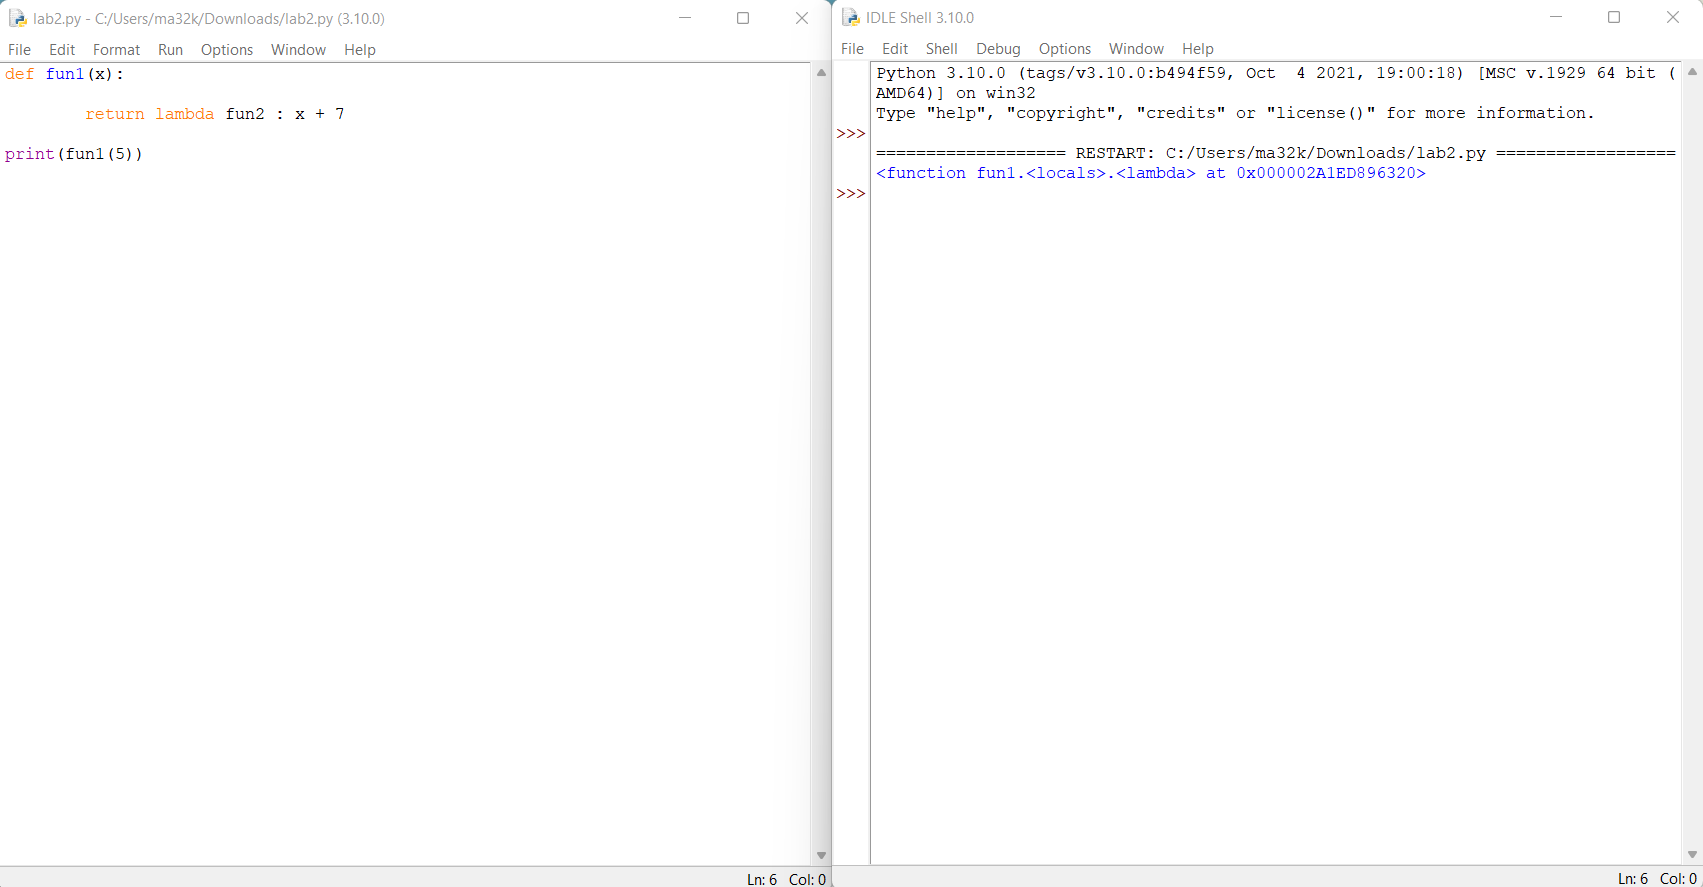 lab2.py - C:/Users/ma32k/Downloads/lab2.py (3.10.0)
File Edit Format Run Options Window Help
def fun1(x):
return lambda fun2 : x + 7
print(fun1(5))
Ln: 6 Col: 0
IDLE Shell 3.10.0
File Edit Shell Debug Options Window Help
Python 3.10.0 (tags/v3.10.0:b494f59, Oct  4 2021, 19:00:18) [MSC v.1929 64 bit (
AMD64)] on win32
Type "help", "copyright", "credits" or "license()" for more information.
>>>
=================== RESTART: C:/Users/ma32k/Downloads/lab2.py ==================
<function fun1.<locals>.<lambda> at 0x000002A1ED896320>
>>>
Ln: 6 Col: 0